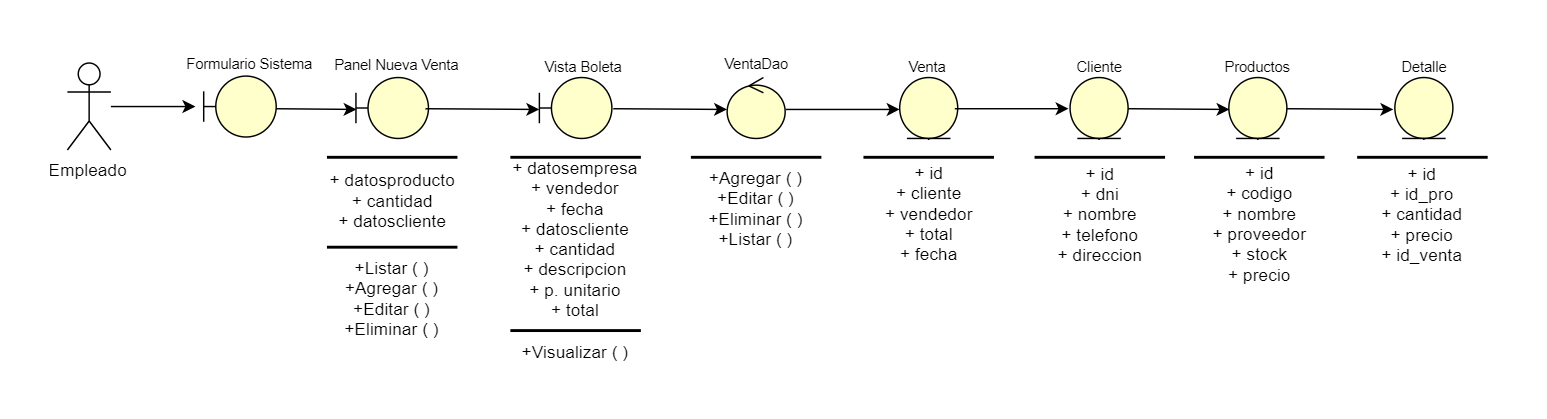 Formulario Sistema
Panel Nueva Venta
Vista Boleta
VentaDao
Venta
Cliente
Productos
Detalle
Empleado
+ datosproducto
+ cantidad
+ datoscliente
+Listar ( )
+Agregar ( )
+Editar ( )
+Eliminar ( )
+ datosempresa
+ vendedor
+ fecha
+ datoscliente
+ cantidad
+ descripcion
+ p. unitario
+ total
+Visualizar ( )
+Agregar ( )
+Editar ( )
+Eliminar ( )
+Listar ( )
+ id
+ cliente
+ vendedor
+ total
+ fecha
+ id
+ dni
+ nombre
+ telefono
+ direccion
+ id
+ codigo
+ nombre
+ proveedor
+ stock
+ precio
+ id
+ id_pro
+ cantidad
+ precio
+ id_venta